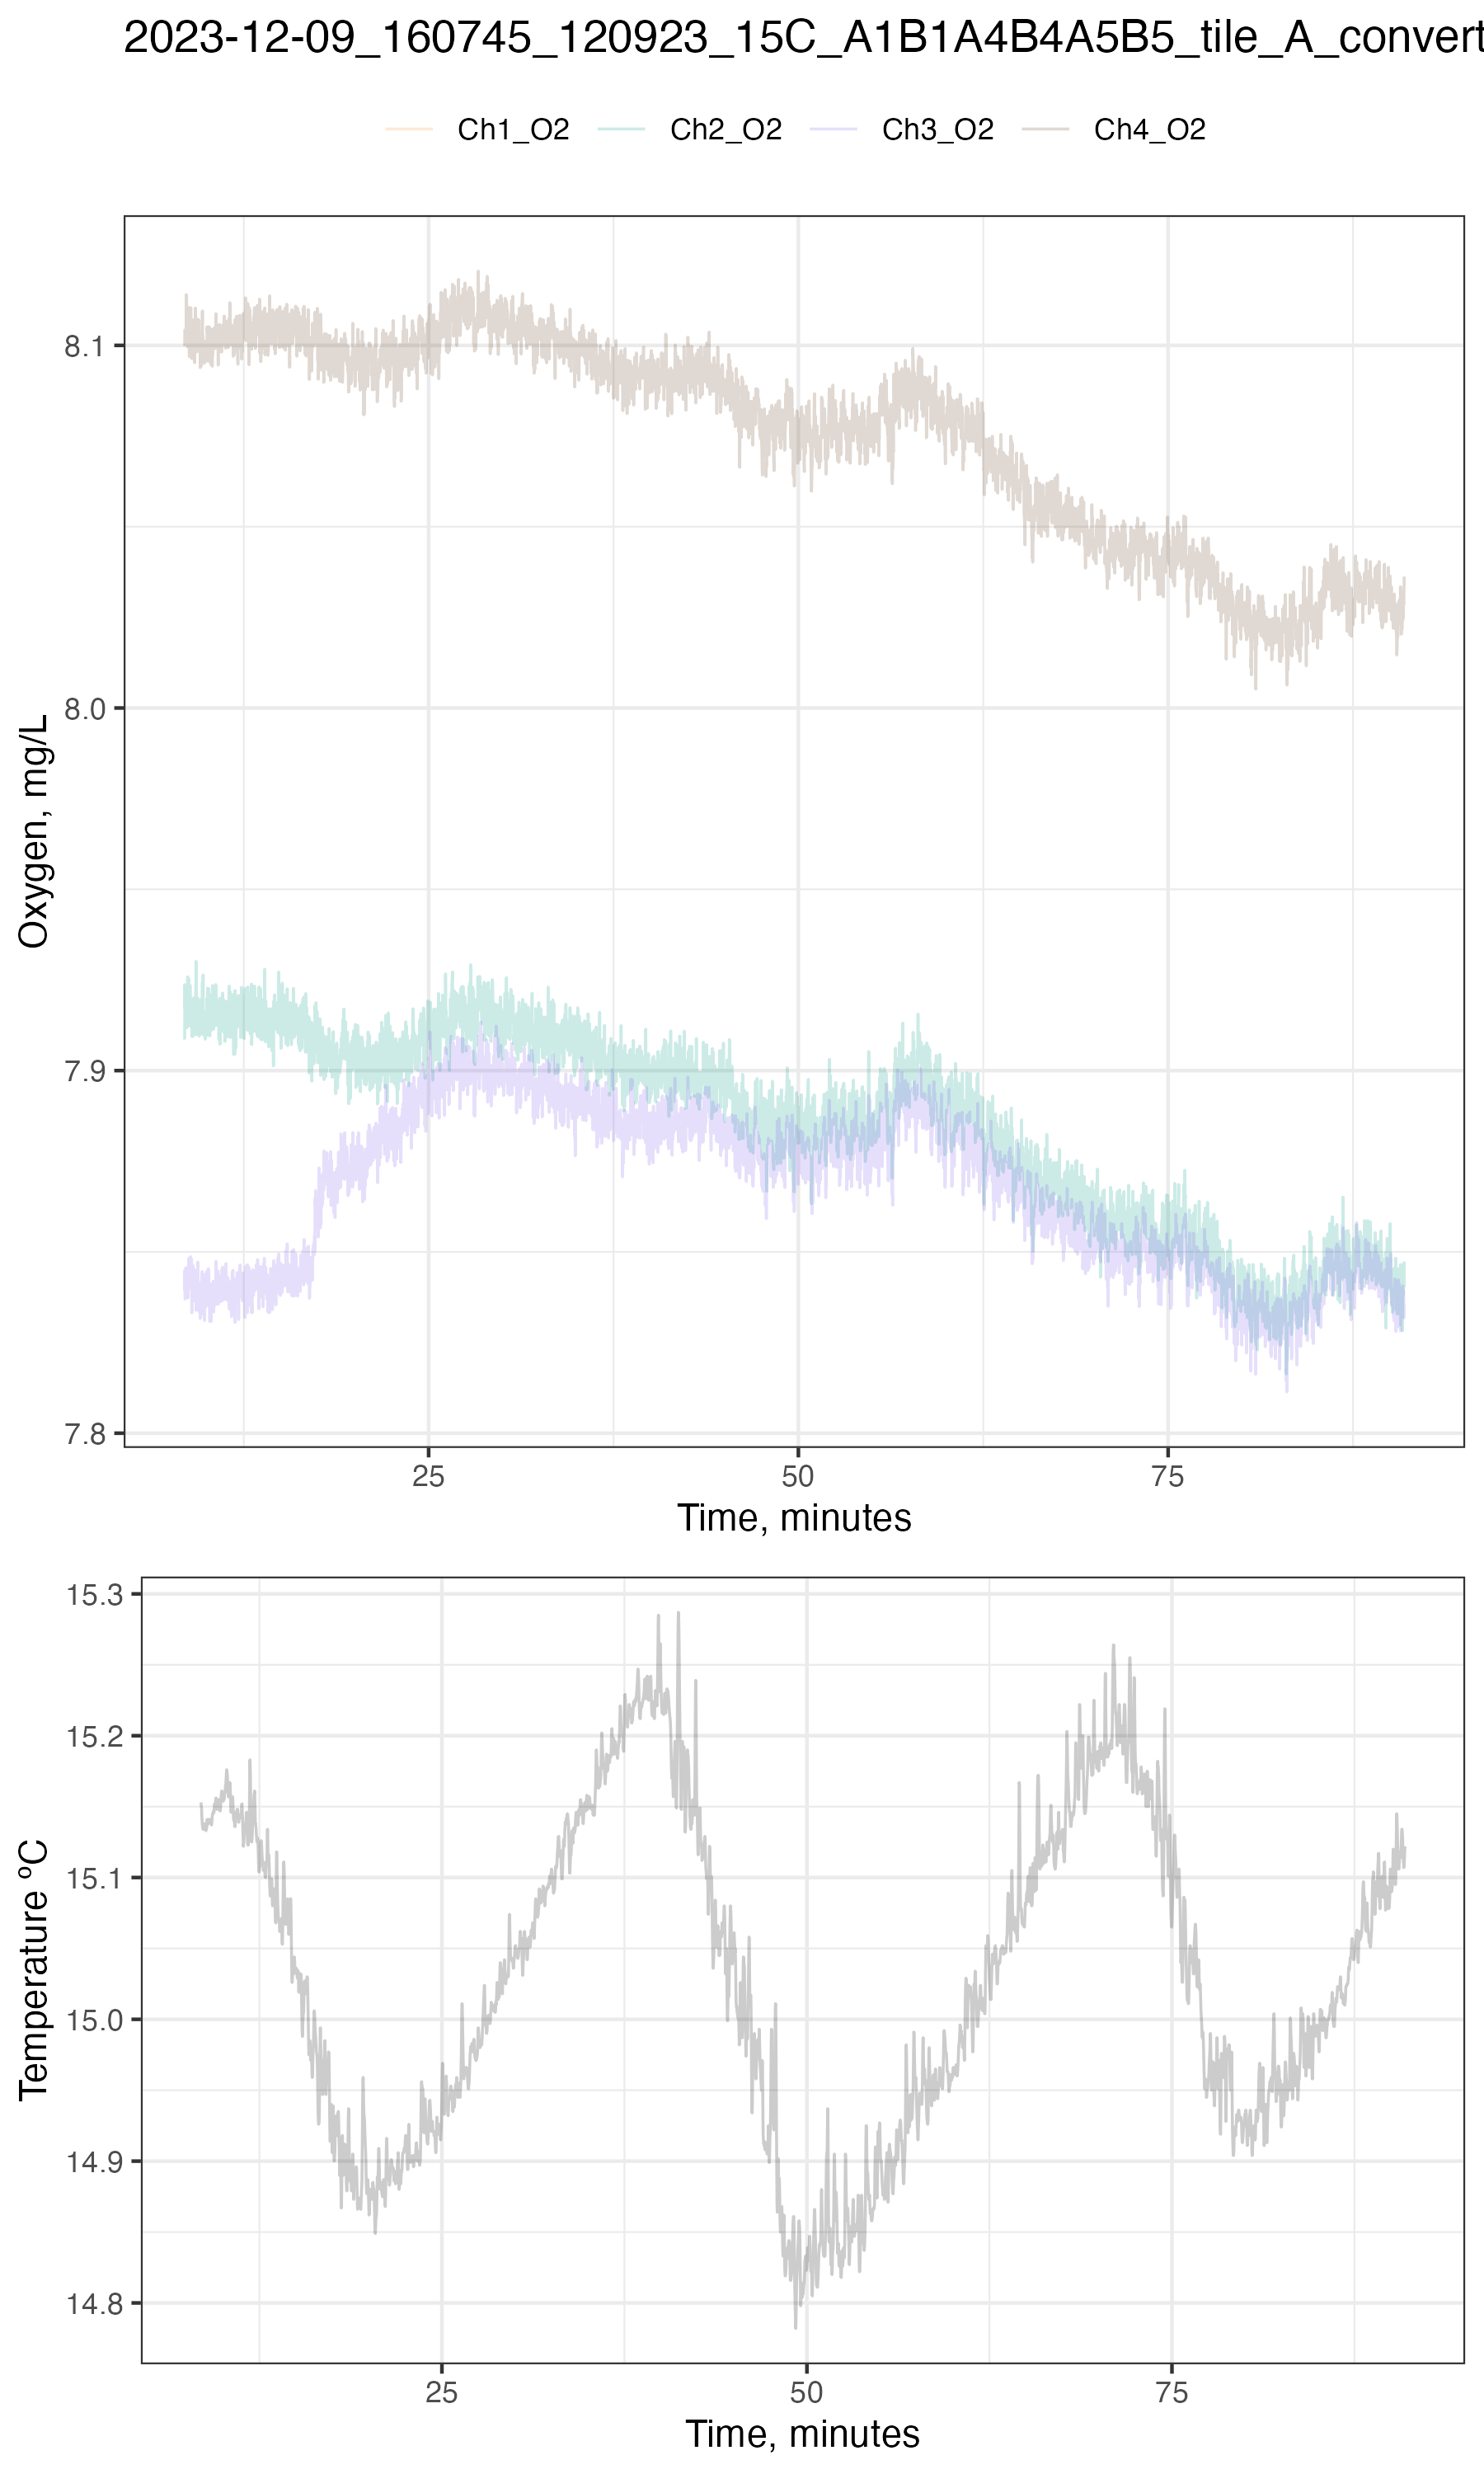 2023-12-09_160745_120923_15C_A1B1A4B4A5B5_tile_A_convert
Ch1_O2 Ch2_O2 Ch3_O2 Ch4_O2
8.1
8.0
7.9
7.8
Oxygen, mg/L
25 50 75
Time, minutes
15.3
15.2
15.1
15.0
14.9
14.8
Temperature ºC
25 50 75
Time, minutes